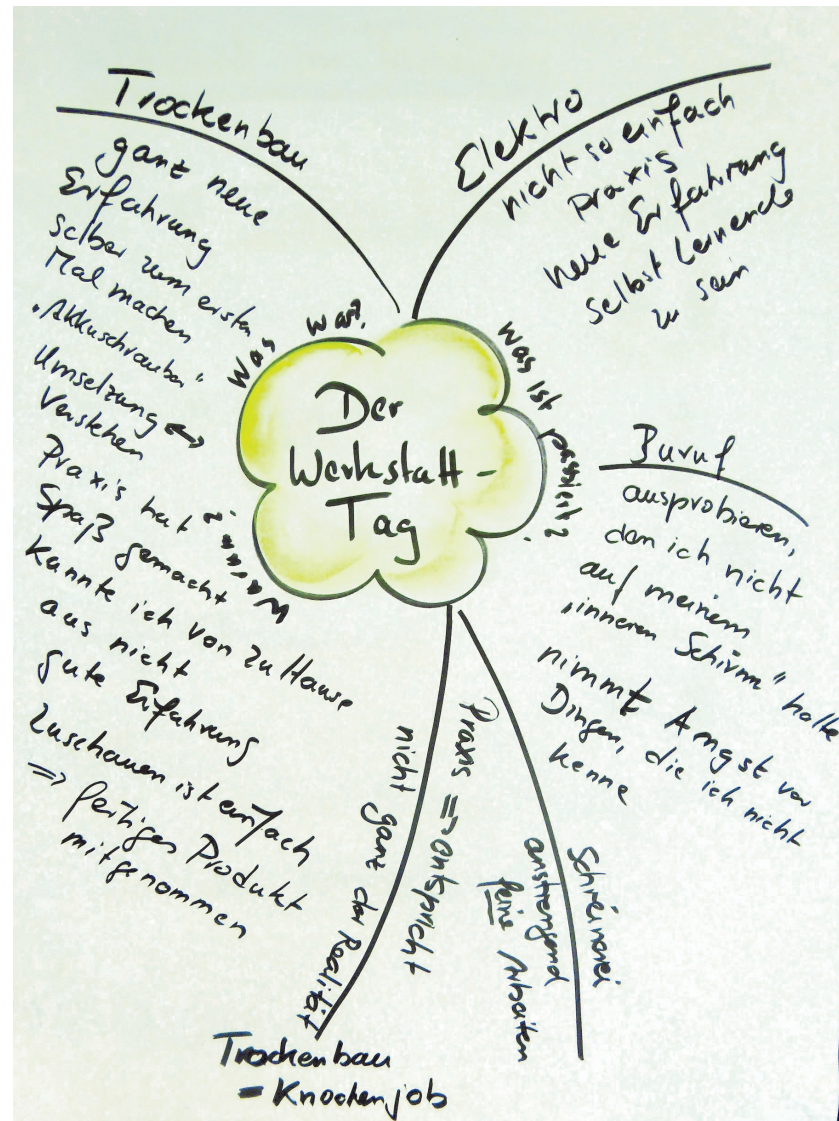 Der
Werkstatt-
Tag
Was war?
Was ist passiert?
Warum?
Trockenbau
ganz neue
Erfahrung
selber zum ersten
Mal machen
"Akkuschrauber"
Umsetzung <->
Verstehen
Praxis hat
Spaß gemacht
kannte ich von zu Hause
aus nicht
gute Erfahrung
Zuschauen ist einfach
=> fertiges Produkt
mitgenommen
Elektro
nicht so einfach
Praxis
neue Erfahrung
selbst Lernende
zu sein
Beruf
ausprobieren,
den ich nicht
auf meinem
"inneren Schirm" hatte
nimmt Angst vor
Dingen, die ich nicht
kenne
Schreinerei
anstrengend
feine Arbeiten
Praxis => entspricht
nicht ganz der Realität
Trockenbau
= Knochenjob